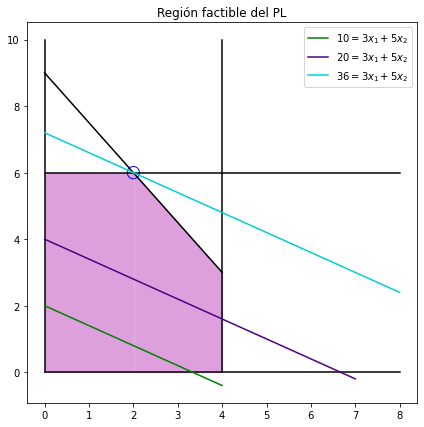 Región factible del PL
10 = 3x₁ + 5x₂
20 = 3x₁ + 5x₂
36 = 3x₁ + 5x₂
10
8
6
4
2
0
0 1 2 3 4 5 6 7 8